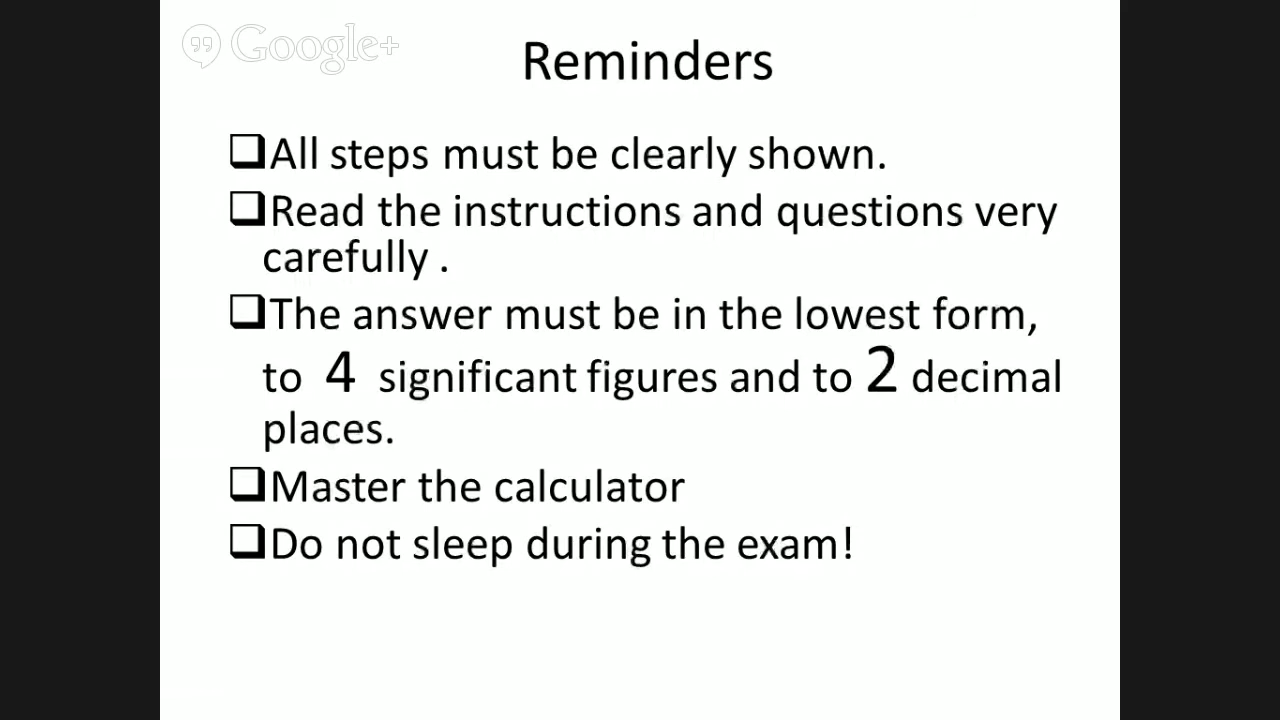 Google+
Reminders
❑All steps must be clearly shown.
❑Read the instructions and questions very
carefully .
❑The answer must be in the lowest form,
to 4 significant figures and to 2 decimal
places.
❑Master the calculator
❑Do not sleep during the exam!